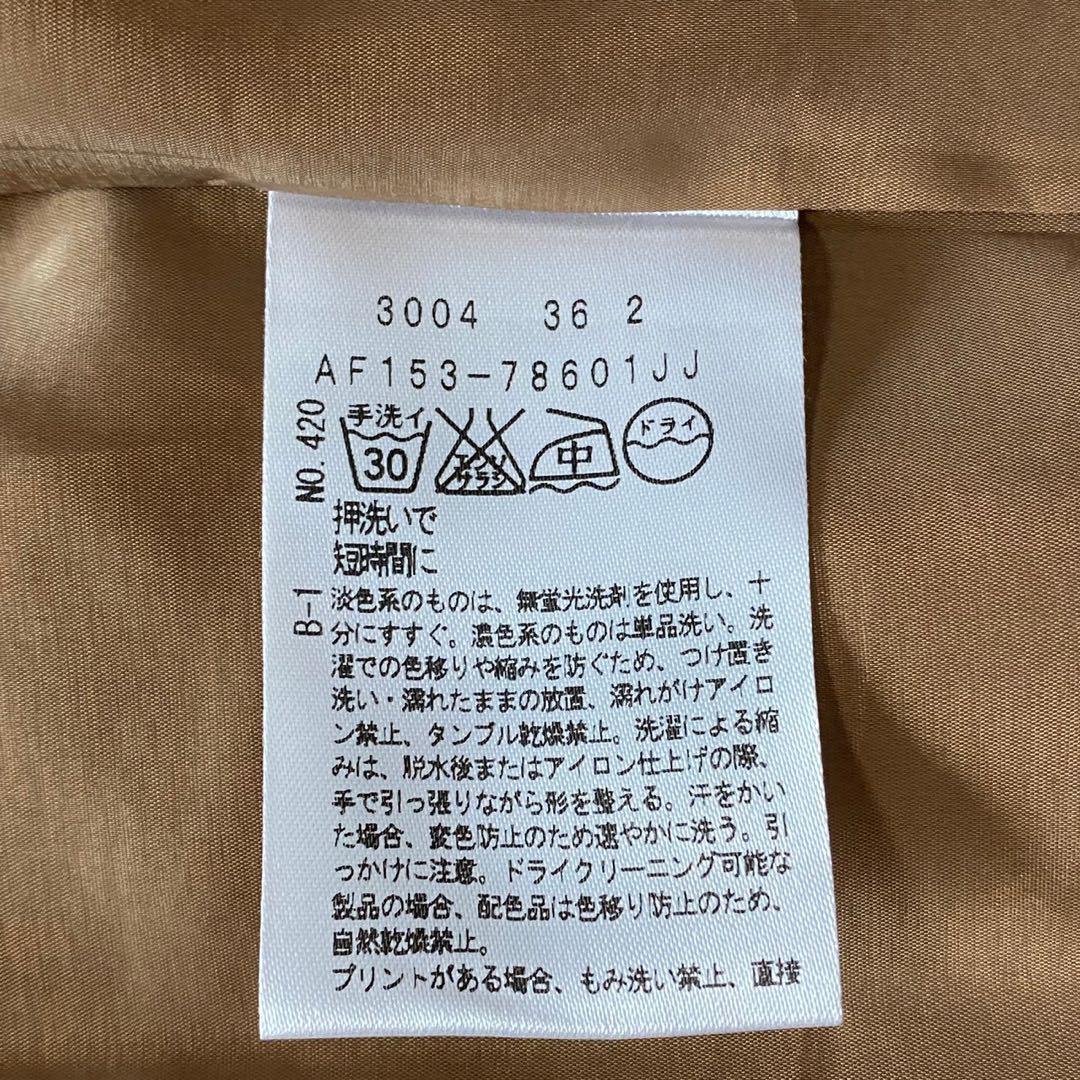 3004 36 2
AF153-78601JJ
NO.420
B-1
手洗イ
30
エンソ
サラシ
中
ドライ
押洗いで
短時間に
淡色系のものは、無蛍光洗剤を使用し、十
分にすすぐ。濃色系のものは単品洗い。洗
濯での色移りや縮みを防ぐため、つけ置き
洗い・濡れたままの放置、濡れがけアイロ
ン禁止、タンブル乾燥禁止。洗濯による縮
みは、脱水後またはアイロン仕上げの際、
手で引っ張りながら形を整える。汗をかい
た場合、変色防止のため速やかに洗う。引
っかけに注意。ドライクリーニング可能な
製品の場合、配色品は色移り防止のため、
自然乾燥禁止。
プリントがある場合、もみ洗い禁止、直接